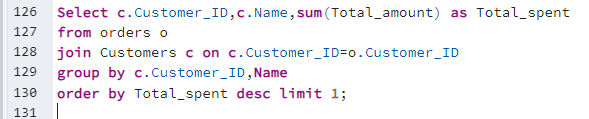 126 Select c.Customer_ID,c.Name,sum(Total_amount) as Total_spent
127 from orders o
128 join Customers c on c.Customer_ID=o.Customer_ID
129 group by c.Customer_ID,Name
130 order by Total_spent desc limit 1;
131